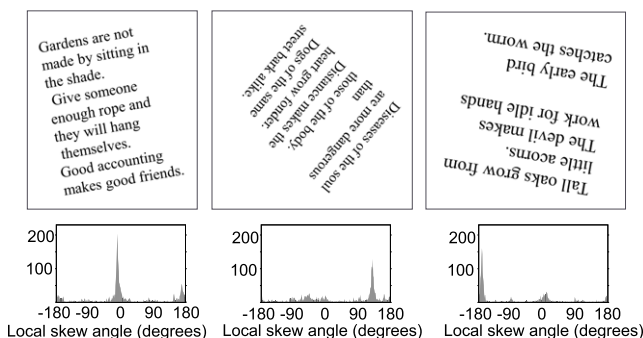 Gardens are not
made by sitting in
the shade.
Give someone
enough rope and
they will hang
themselves.
Good accounting
makes good friends.
Diseases of the soul
are more dangerous
than
those of the body.
Distance makes the
heart grow fonder.
Dogs of the same
street bark alike.
Tall oaks grow from
little acorns.
The devil makes
work for idle hands
The early bird
catches the worm.
200
100
-180 -90 0 90 180
Local skew angle (degrees)
200
100
-180 -90 0 90 180
Local skew angle (degrees)
200
100
-180 -90 0 90 180
Local skew angle (degrees)